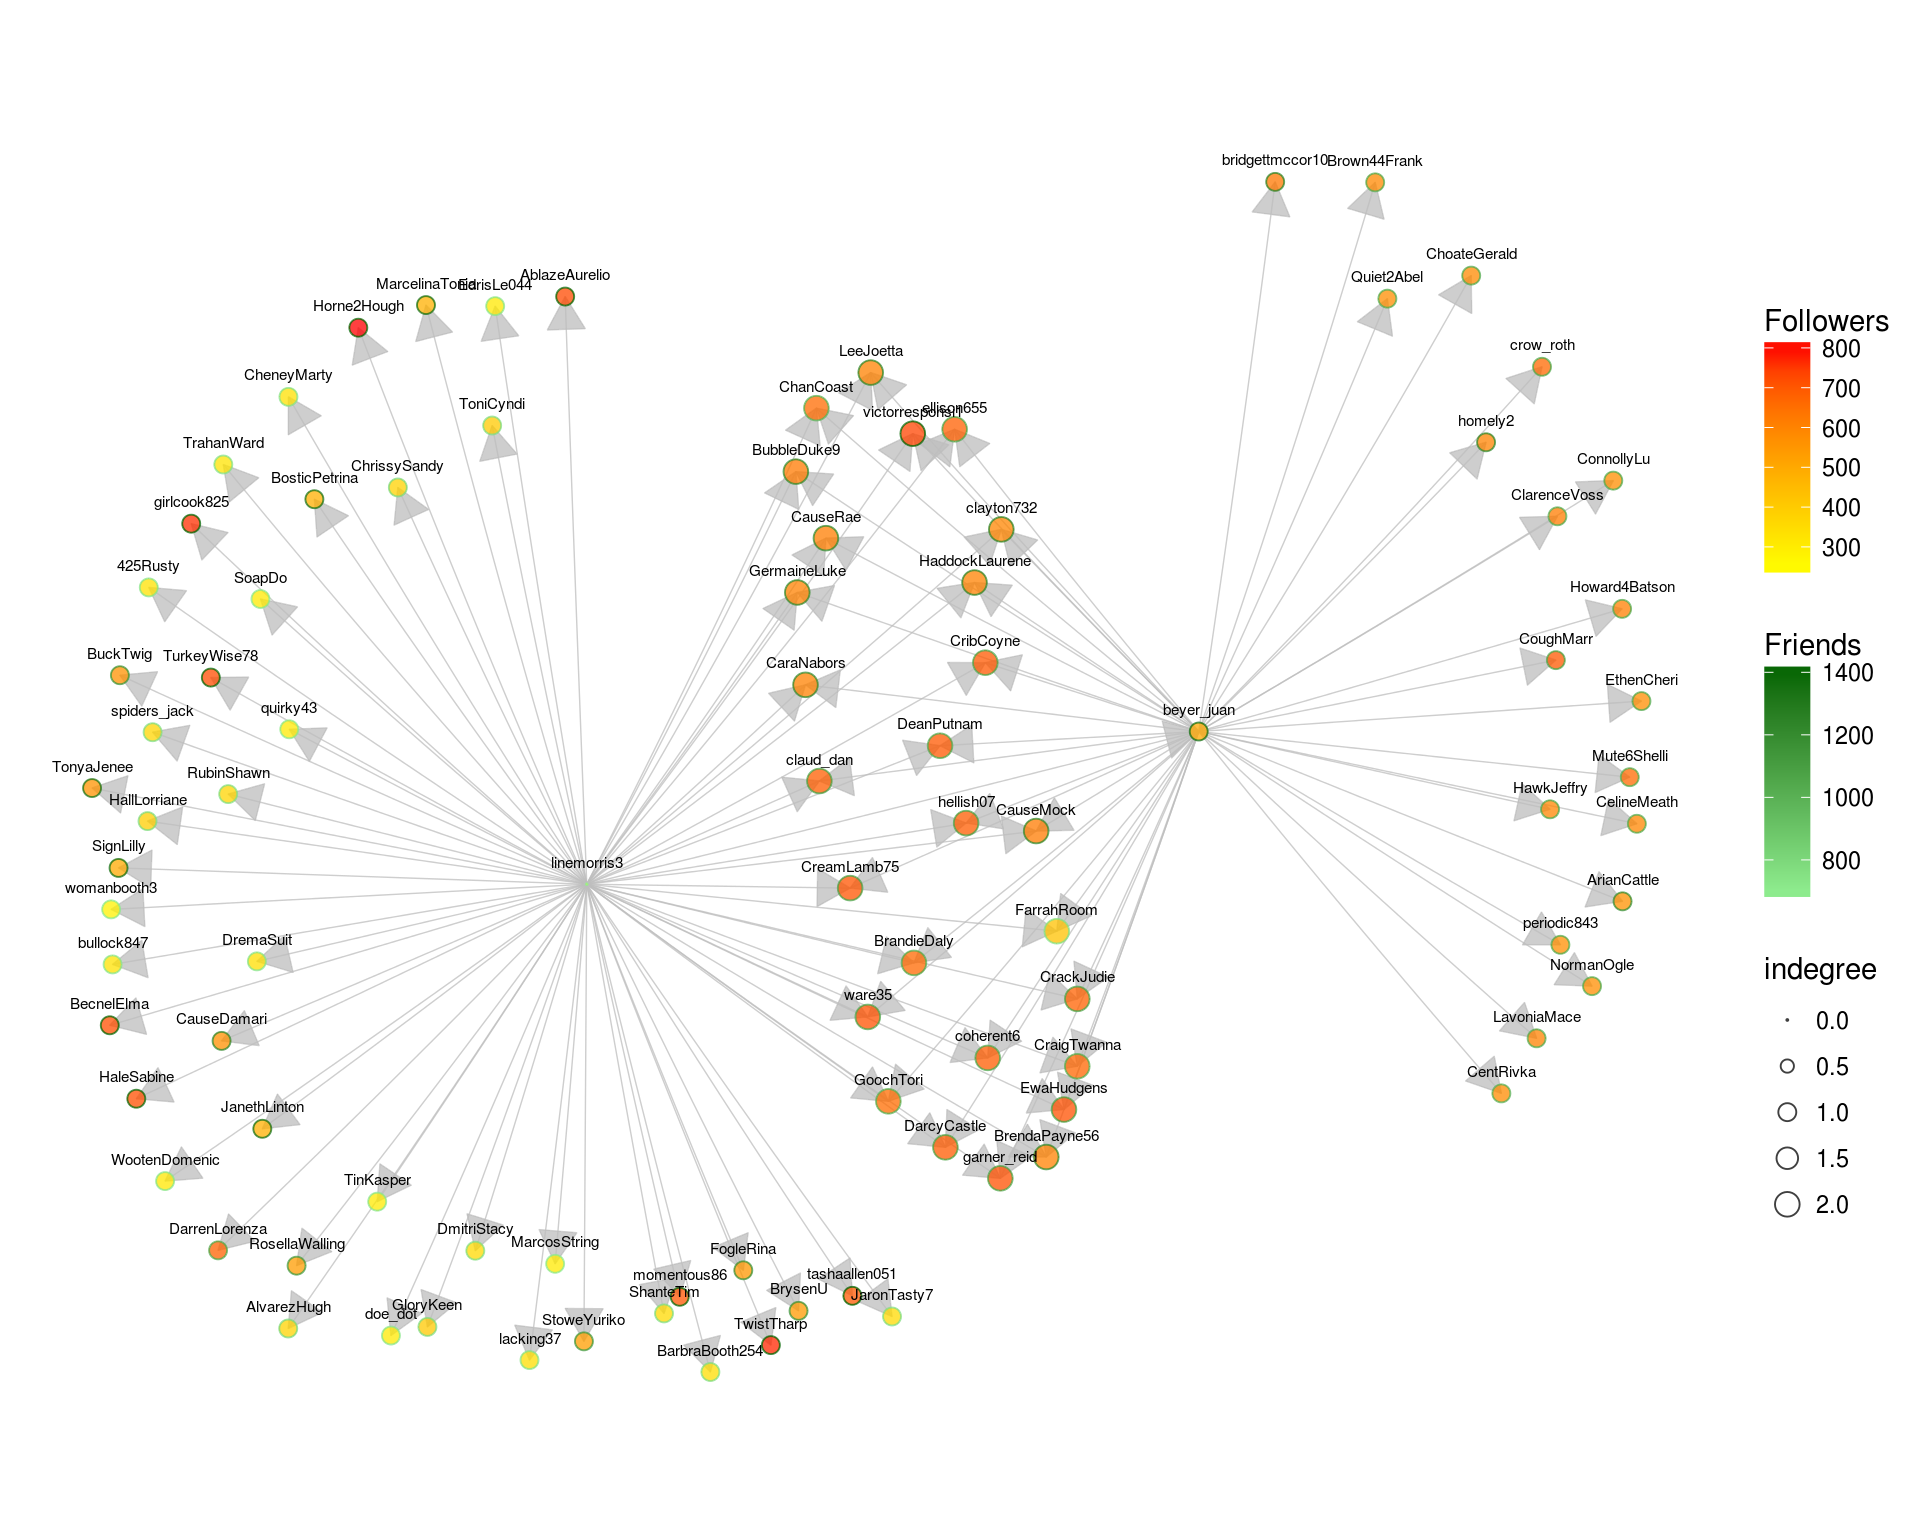 bridgettmccor10
Brown44Frank
ChoateGerald
AblazeAurelio
Quiet2Abel
MarcelinaTonia
EdrisLe044
Horne2Hough
Followers
800
700
600
500
400
300
crow_roth
LeeJoetta
CheneyMarty
ChanCoast
ToniCyndi
ellison655
homely2
TrahanWard
BubbleDuke9
ConnollyLu
ChrissySandy
BosticPetrina
ClarenceVoss
girlcook825
clayton732
CauseRae
HaddockLaurene
425Rusty
GermaineLuke
SoapDo
Howard4Batson
CoughMarr
CribCoyne
Friends
1400
1200
1000
800
BuckTwig
TurkeyWise78
CaraNabors
EthenCheri
quirky43
spiders_jack
beyer_juan
DeanPutnam
Mute6Shelli
claud_dan
TonyaJenee
RubinShawn
HawkJeffry
HallLorriane
hellish07
CauseMock
CelineMeath
SignLilly
linemorris3
CreamLamb75
ArianCattle
womanbooth3
FarrahRoom
periodic843
bullock847
DremaSuit
BrandieDaly
NormanOgle
indegree
0.0
0.5
1.0
1.5
2.0
CrackJudie
ware35
BecnelElma
CauseDamari
LavoniaMace
coherent6
CraigTwanna
CentRivka
HaleSabine
GoochTori
EwaHudgens
JanethLinton
DarcyCastle
BrendaPayne56
garner_reid
WootenDomenic
TinKasper
DarrenLorenza
DmitriStacy
RosellaWalling
MarcosString
FogleRina
momentous86
tashaallen051
ShanteTim
BrysenU
JaronTasty7
AlvarezHugh
GloryKeen
doe_dot
StoweYuriko
TwistTharp
lacking37
BarbraBooth254